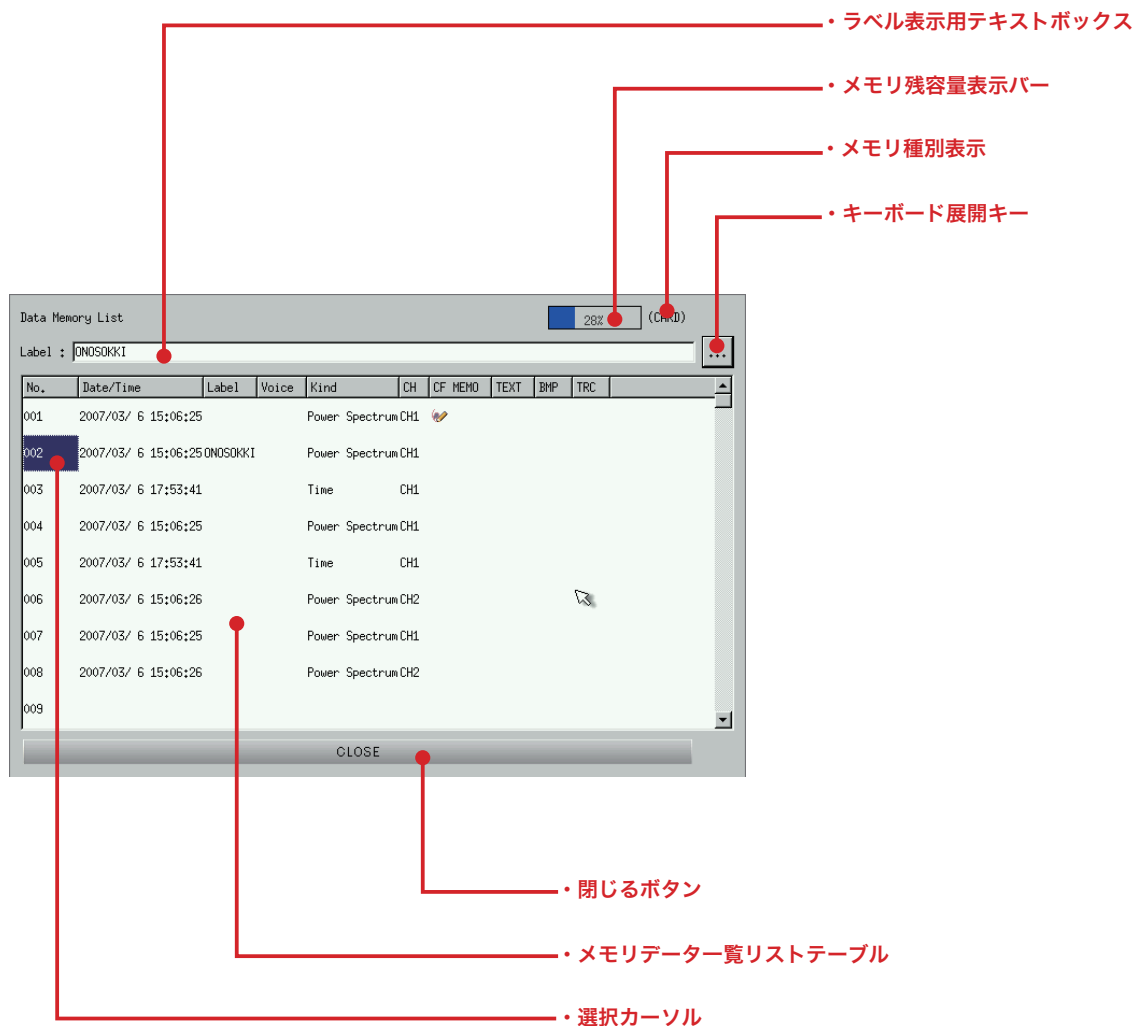 ・ラベル表示用テキストボックス
・メモリ残容量表示バー
・メモリ種別表示
・キーボード展開キー
Data Memory List 28% (CARD)
Label : ONOSOKKI ...
No. Date/Time Label Voice Kind CH CF MEMO TEXT BMP TRC
001 2007/03/ 6 15:06:25 Power Spectrum CH1
002 2007/03/ 6 15:06:25 ONOSOKKI Power Spectrum CH1
003 2007/03/ 6 17:53:41 Time CH1
004 2007/03/ 6 15:06:25 Power Spectrum CH1
005 2007/03/ 6 17:53:41 Time CH1
006 2007/03/ 6 15:06:26 Power Spectrum CH2
007 2007/03/ 6 15:06:25 Power Spectrum CH1
008 2007/03/ 6 15:06:26 Power Spectrum CH2
009
CLOSE
・閉じるボタン
・メモリデータ一覧リストテーブル
・選択カーソル